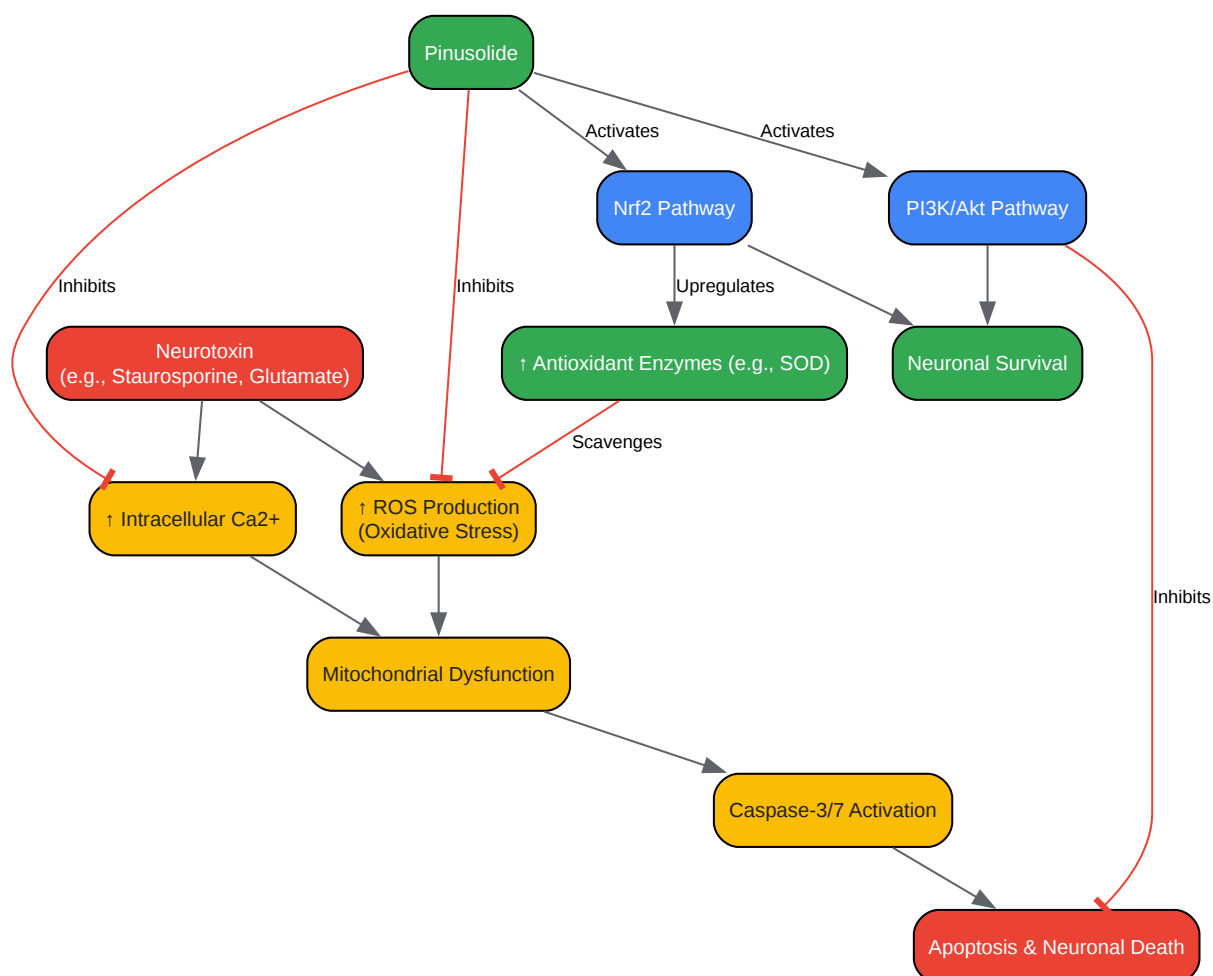 Pinusolide
Activates
Activates
Nrf2 Pathway
PI3K/Akt Pathway
Inhibits
Inhibits
Upregulates
Neurotoxin
(e.g., Staurosporine, Glutamate)
↑ Antioxidant Enzymes (e.g., SOD)
Neuronal Survival
Scavenges
↑ Intracellular Ca2+
↑ ROS Production
(Oxidative Stress)
Inhibits
Mitochondrial Dysfunction
Caspase-3/7 Activation
Apoptosis & Neuronal Death